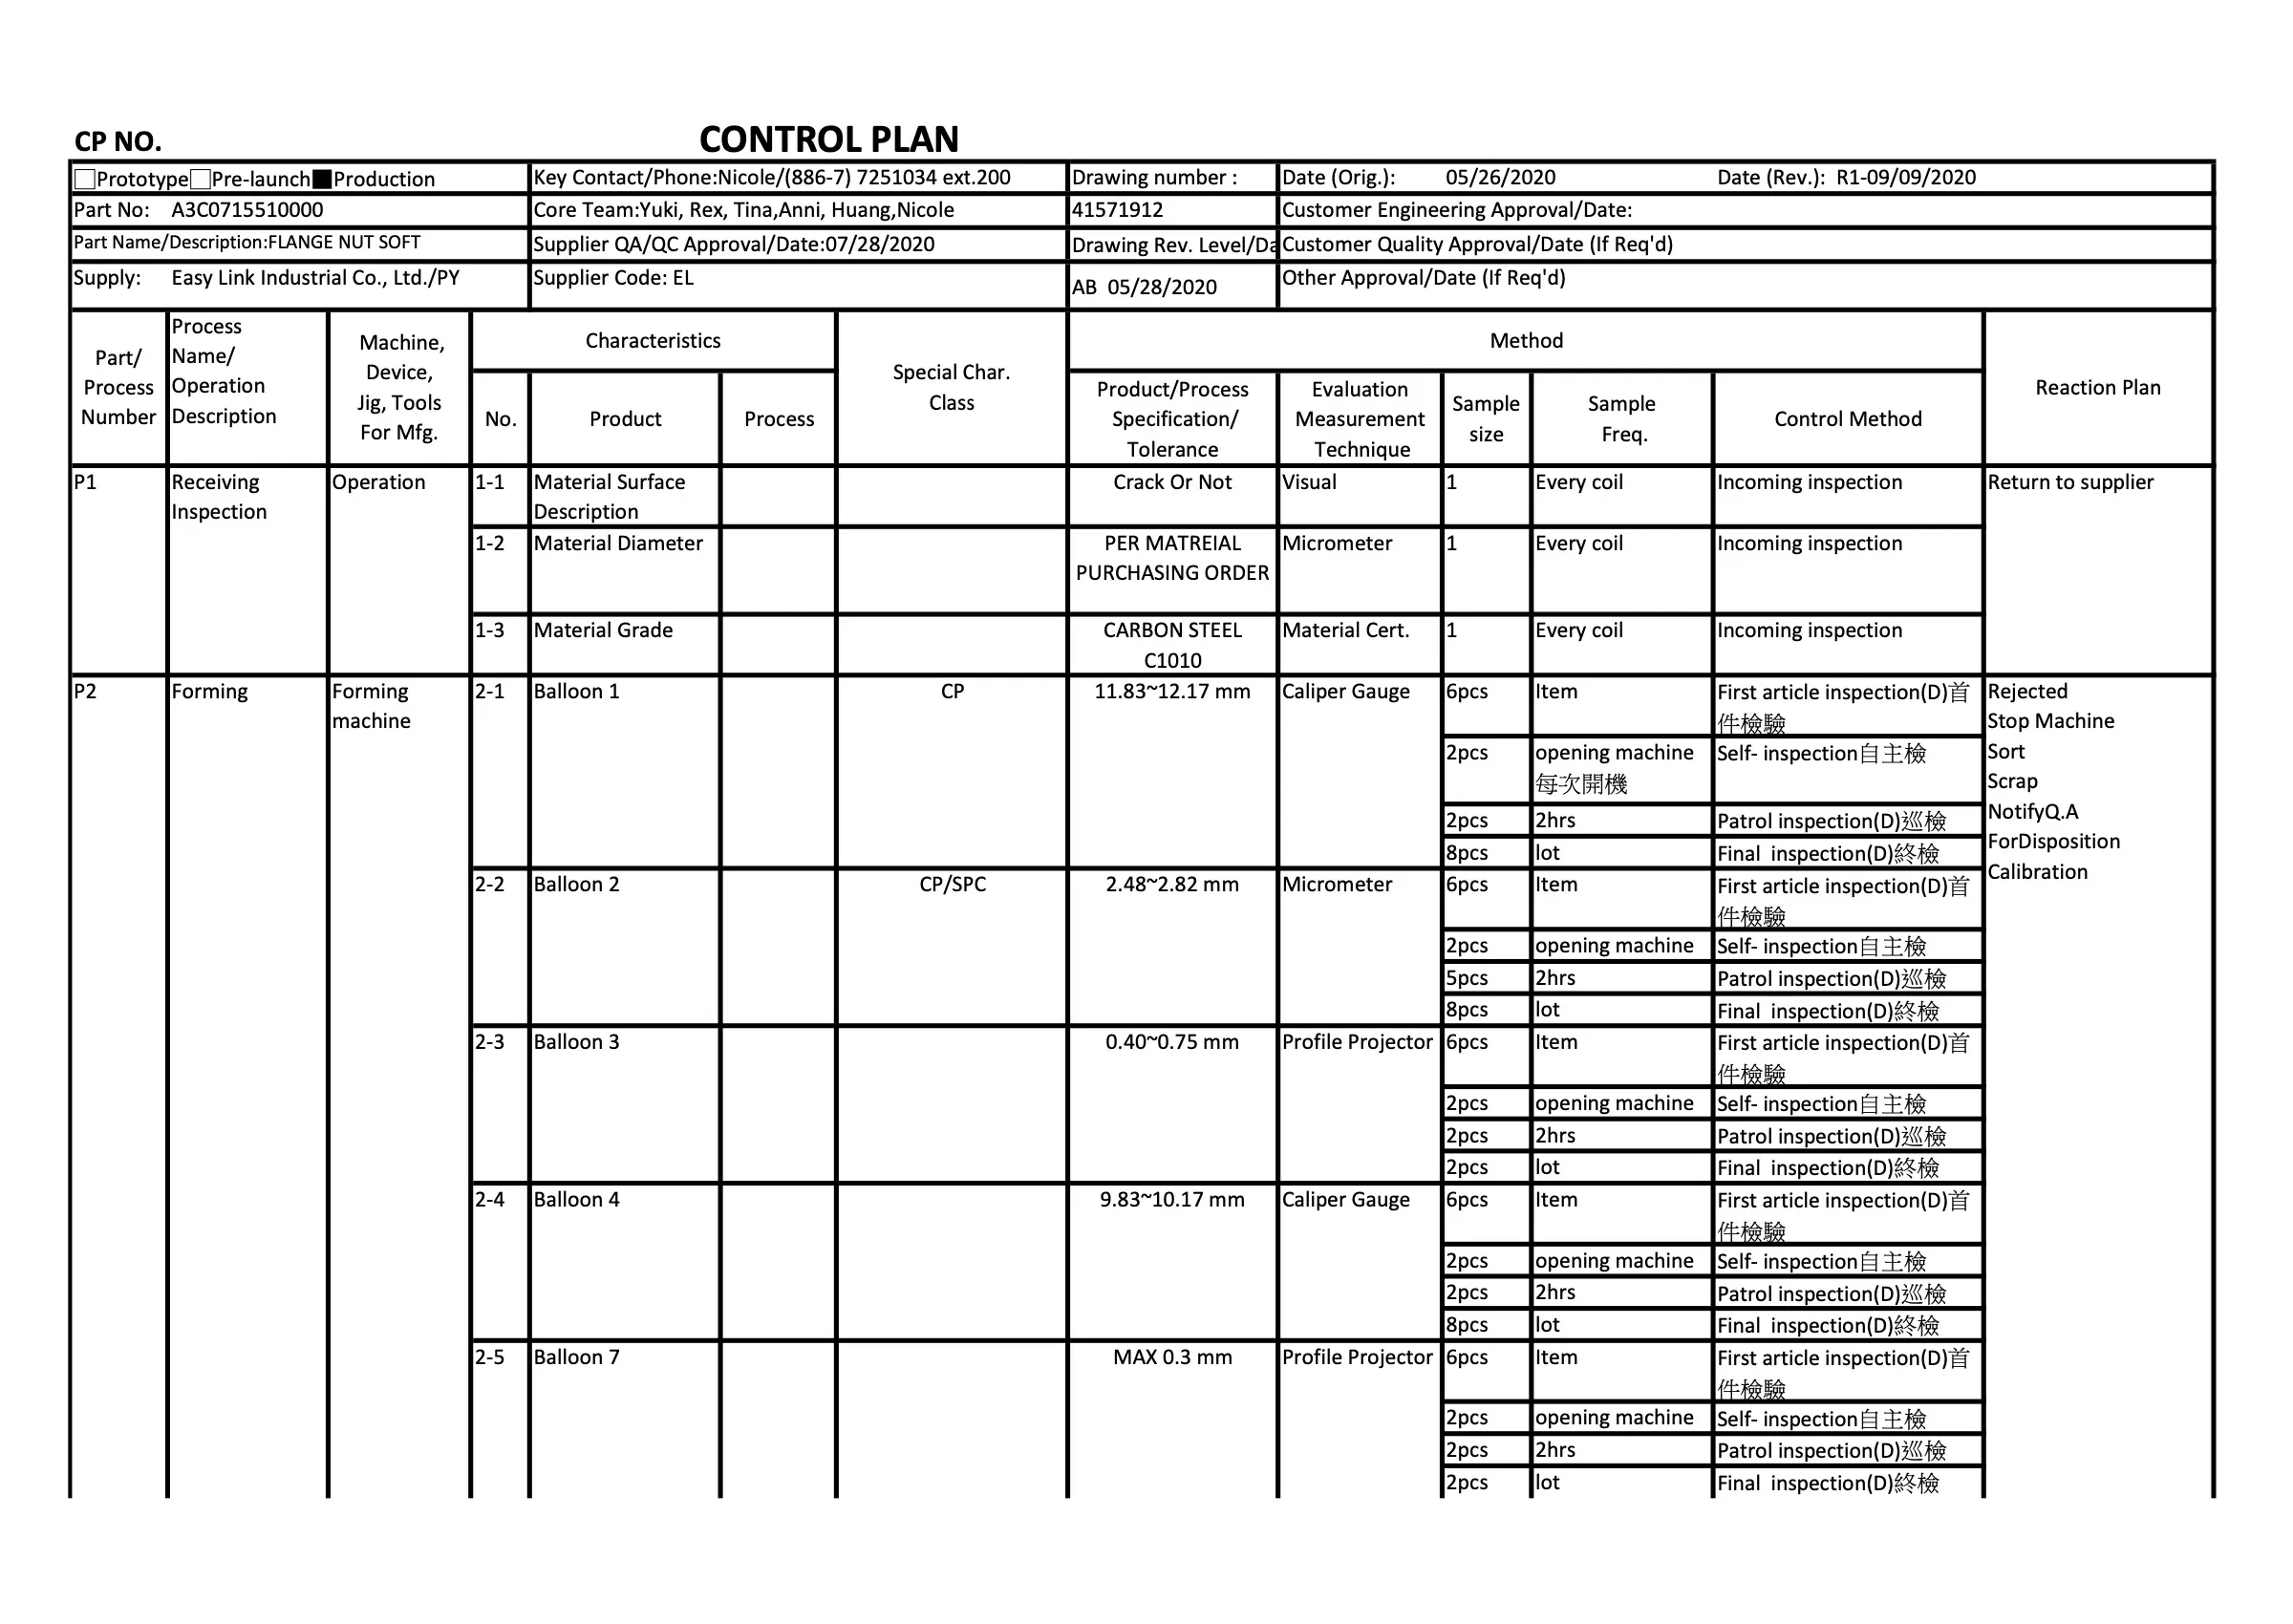 CP NO.
CONTROL PLAN
Prototype Pre-launch Production
Key Contact/Phone:Nicole/(886-7) 7251034 ext.200
Drawing number :
Date (Orig.): 05/26/2020
Date (Rev.): R1-09/09/2020
Part No: A3C0715510000
Core Team:Yuki, Rex, Tina,Anni, Huang,Nicole
41571912
Customer Engineering Approval/Date:
Part Name/Description:FLANGE NUT SOFT
Supplier QA/QC Approval/Date:07/28/2020
Drawing Rev. Level/Da
Customer Quality Approval/Date (If Req'd)
Supply: Easy Link Industrial Co., Ltd./PY
Supplier Code: EL
AB 05/28/2020
Other Approval/Date (If Req'd)
Part/
Process
Number
Process
Name/
Operation
Description
Machine,
Device,
Jig, Tools
For Mfg.
Characteristics
No.
Product
Process
Special Char.
Class
Method
Product/Process
Specification/
Tolerance
Evaluation
Measurement
Technique
Sample
size
Sample
Freq.
Control Method
Reaction Plan
P1
Receiving
Inspection
Operation
1-1
Material Surface
Description
Crack Or Not
Visual
1
Every coil
Incoming inspection
Return to supplier
1-2
Material Diameter
PER MATREIAL
PURCHASING ORDER
Micrometer
1
Every coil
Incoming inspection
1-3
Material Grade
CARBON STEEL
C1010
Material Cert.
1
Every coil
Incoming inspection
P2
Forming
Forming
machine
2-1
Balloon 1
CP
11.83~12.17 mm
Caliper Gauge
6pcs
Item
First article inspection(D)首
件檢驗
2pcs
opening machine
每次開機
Self- inspection自主檢
2pcs
2hrs
Patrol inspection(D)巡檢
8pcs
lot
Final inspection(D)終檢
Rejected
Stop Machine
Sort
Scrap
NotifyQ.A
ForDisposition
Calibration
2-2
Balloon 2
CP/SPC
2.48~2.82 mm
Micrometer
6pcs
Item
First article inspection(D)首
件檢驗
2pcs
opening machine
Self- inspection自主檢
5pcs
2hrs
Patrol inspection(D)巡檢
8pcs
lot
Final inspection(D)終檢
2-3
Balloon 3
0.40~0.75 mm
Profile Projector
6pcs
Item
First article inspection(D)首
件檢驗
2pcs
opening machine
Self- inspection自主檢
2pcs
2hrs
Patrol inspection(D)巡檢
2pcs
lot
Final inspection(D)終檢
2-4
Balloon 4
9.83~10.17 mm
Caliper Gauge
6pcs
Item
First article inspection(D)首
件檢驗
2pcs
opening machine
Self- inspection自主檢
2pcs
2hrs
Patrol inspection(D)巡檢
8pcs
lot
Final inspection(D)終檢
2-5
Balloon 7
MAX 0.3 mm
Profile Projector
6pcs
Item
First article inspection(D)首
件檢驗
2pcs
opening machine
Self- inspection自主檢
2pcs
2hrs
Patrol inspection(D)巡檢
2pcs
lot
Final inspection(D)終檢